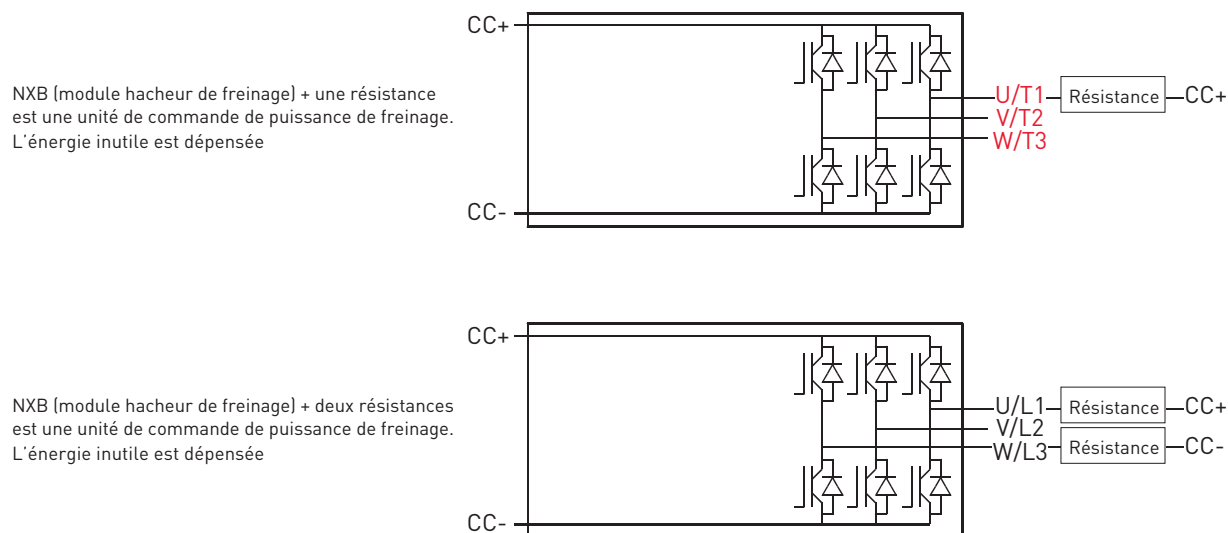 CC+
NXB (module hacheur de freinage) + une résistance
est une unité de commande de puissance de freinage.
L'énergie inutile est dépensée
U/T1
Résistance
CC+
V/T2
W/T3
CC-
CC+
NXB (module hacheur de freinage) + deux résistances
est une unité de commande de puissance de freinage.
L'énergie inutile est dépensée
U/L1
Résistance
CC+
V/L2
W/L3
Résistance
CC-
CC-